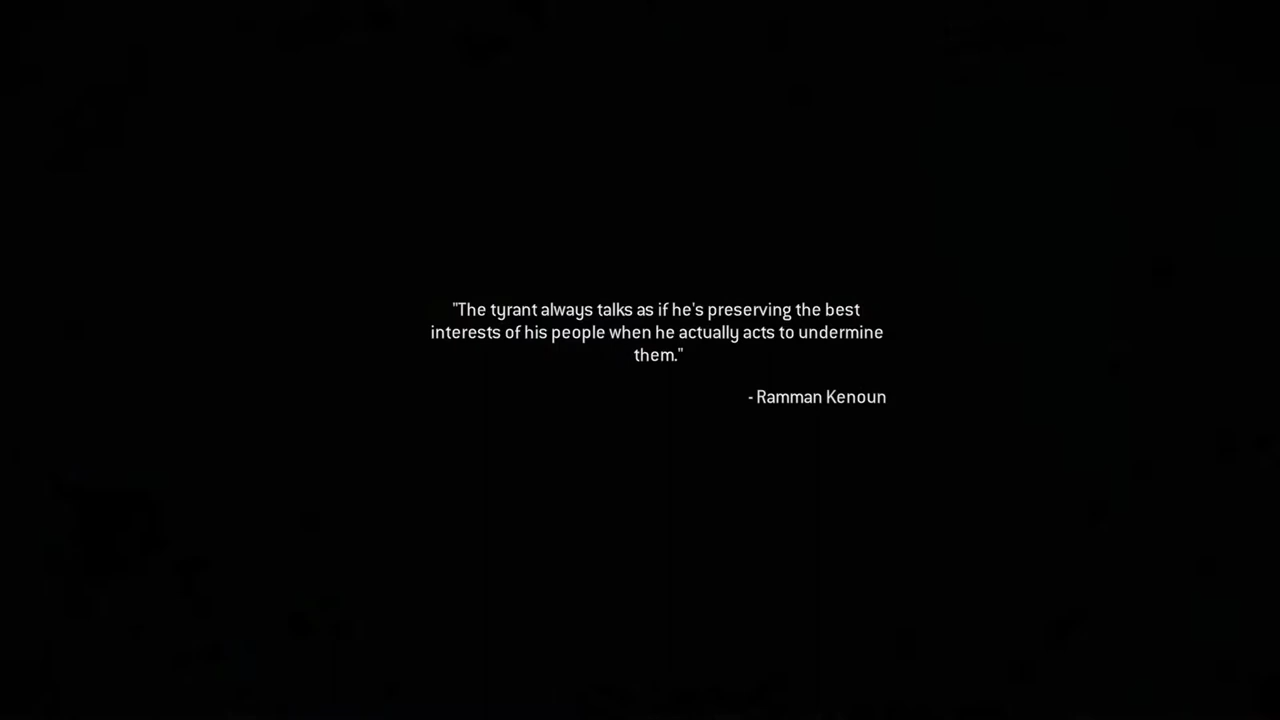 "The tyrant always talks as if he's preserving the best
interests of his people when he actually acts to undermine
them."
- Ramman Kenoun